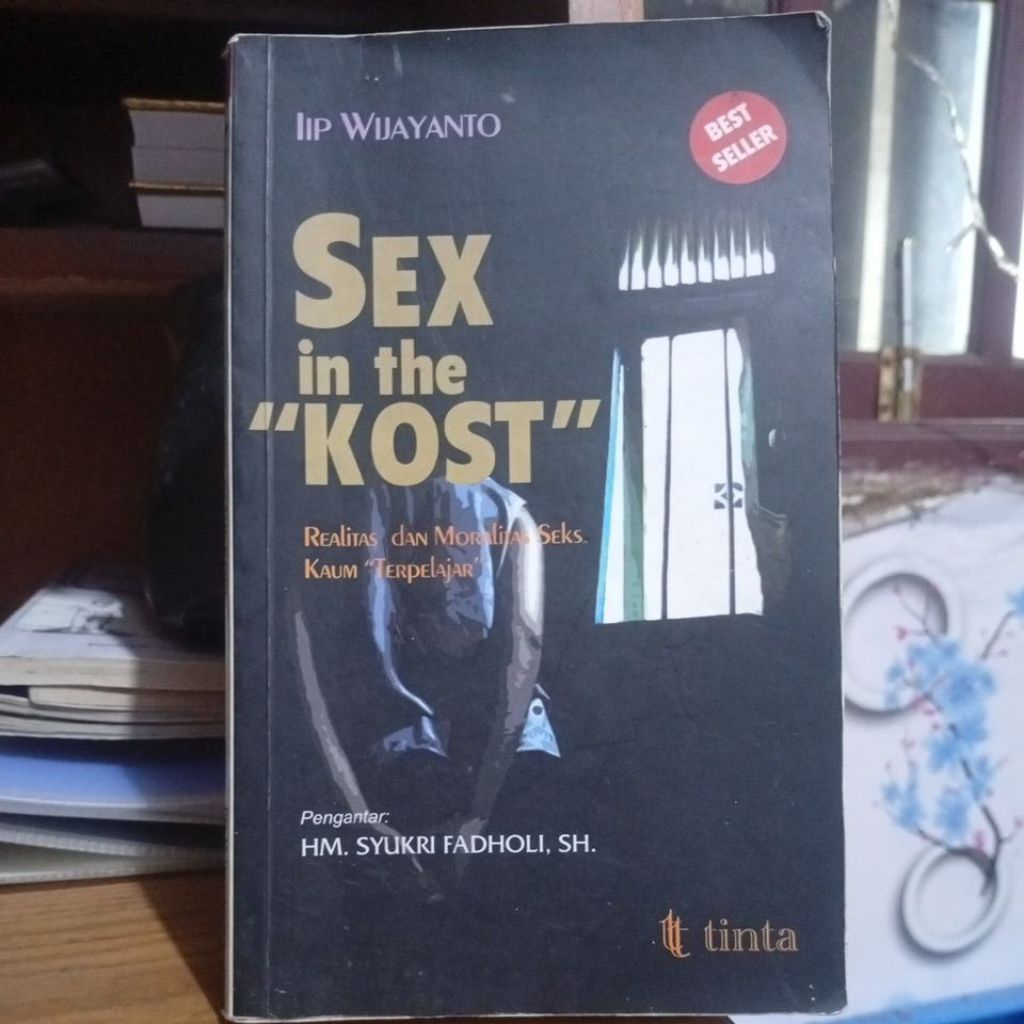 IIP WIJAYANTO
BEST
SELLER
SEX
in the
"KOST"
REALITAS DAN MORALITAS SEKS
KAUM "TERPELAJAR"
Pengantar:
HM. SYUKRI FADHOLI, SH.
tt tinta